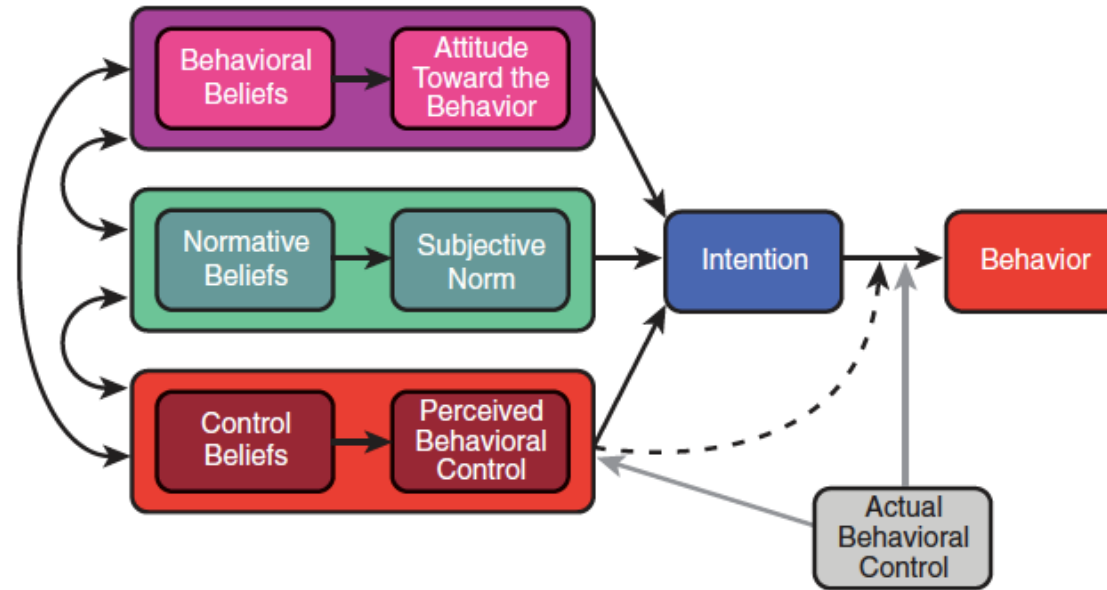 Behavioral
Beliefs
Attitude
Toward the
Behavior
Normative
Beliefs
Subjective
Norm
Intention
Behavior
Control
Beliefs
Perceived
Behavioral
Control
Actual
Behavioral
Control